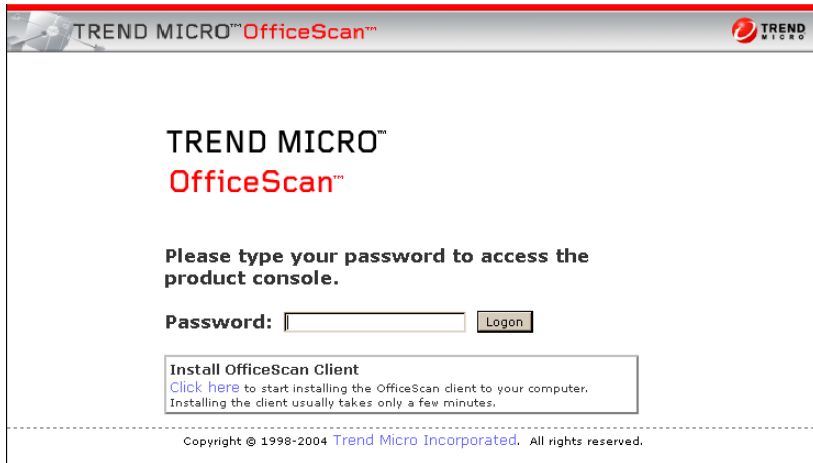 TREND MICRO™OfficeScan™
TREND
MICRO
TREND MICRO™
OfficeScan™
Please type your password to access the
product console.
Password:
Logon
Install OfficeScan Client
Click here to start installing the OfficeScan client to your computer.
Installing the client usually takes only a few minutes.
Copyright © 1998-2004 Trend Micro Incorporated. All rights reserved.